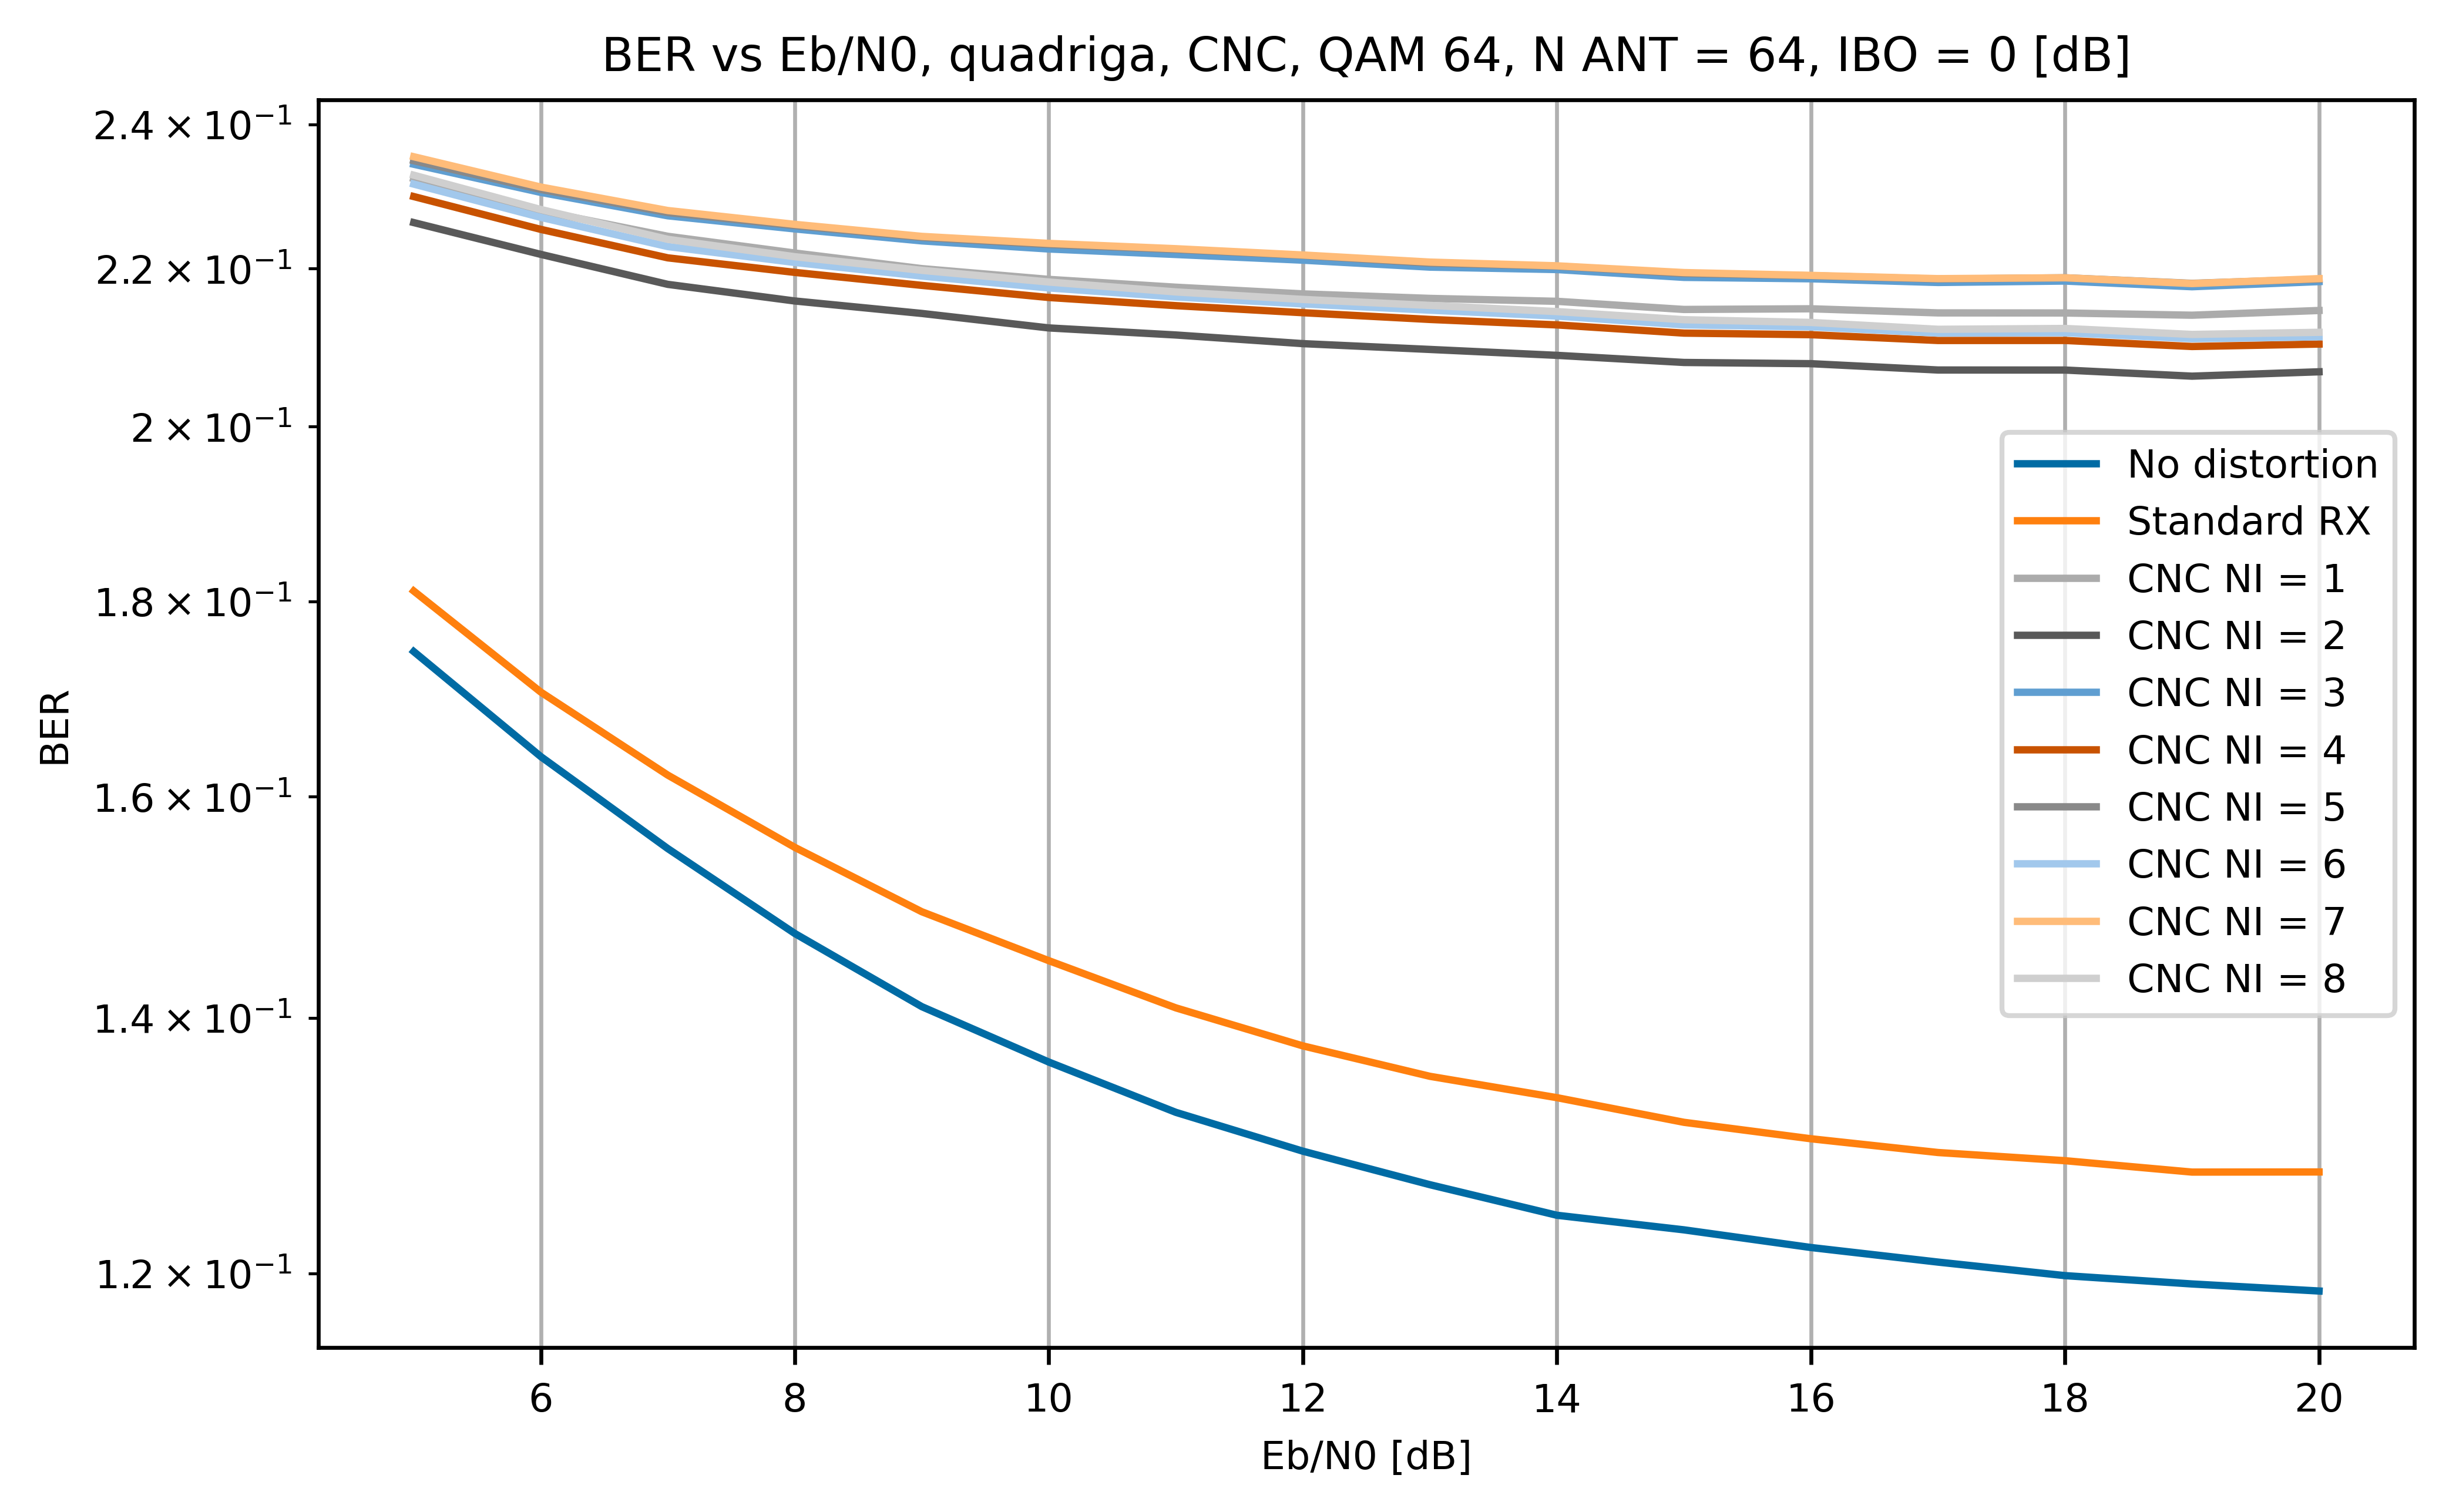 BER vs Eb/N0, quadriga, CNC, QAM 64, N ANT = 64, IBO = 0 [dB]
2.4 × 10⁻¹
2.2 × 10⁻¹
2 × 10⁻¹
1.8 × 10⁻¹
1.6 × 10⁻¹
1.4 × 10⁻¹
1.2 × 10⁻¹
BER
No distortion
Standard RX
CNC NI = 1
CNC NI = 2
CNC NI = 3
CNC NI = 4
CNC NI = 5
CNC NI = 6
CNC NI = 7
CNC NI = 8
6 8 10 12 14 16 18 20
Eb/N0 [dB]